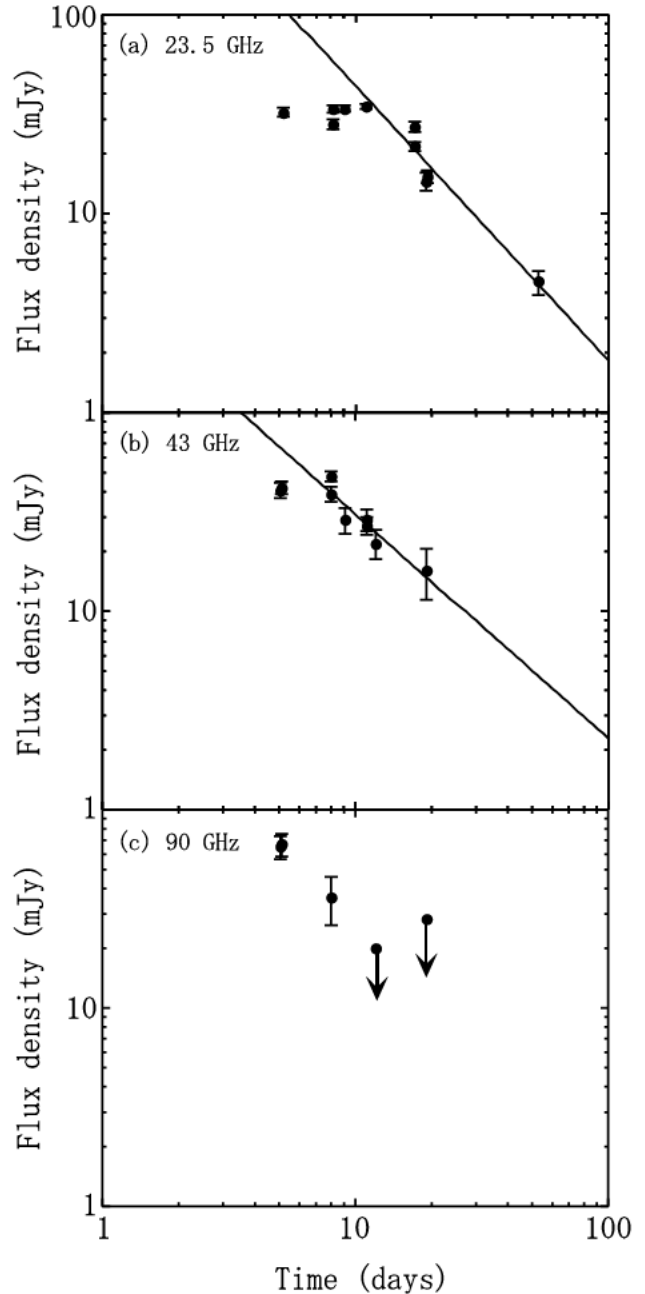 100
(a) 23.5 GHz
Flux density (mJy)
10
1
(b) 43 GHz
Flux density (mJy)
10
1
(c) 90 GHz
Flux density (mJy)
10
1
1 10 100
Time (days)